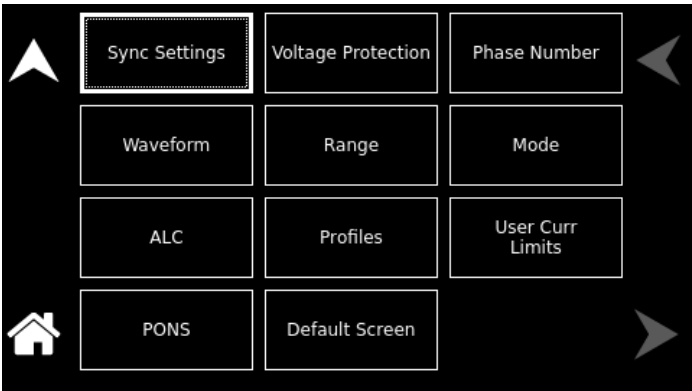 Sync Settings
Voltage Protection
Phase Number
Waveform
Range
Mode
ALC
Profiles
User Curr
Limits
PONS
Default Screen